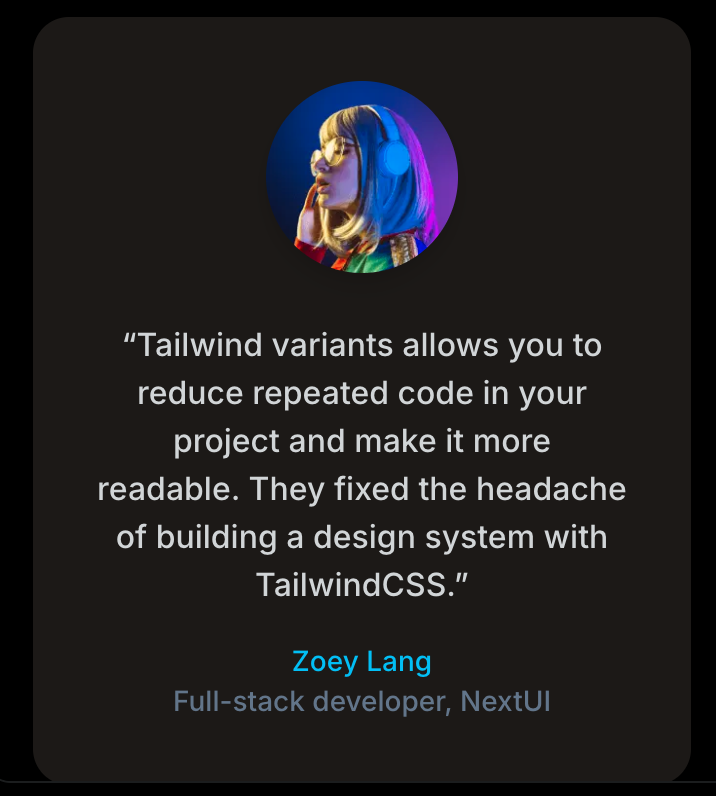 “Tailwind variants allows you to
reduce repeated code in your
project and make it more
readable. They fixed the headache
of building a design system with
TailwindCSS.”
Zoey Lang
Full-stack developer, NextUI